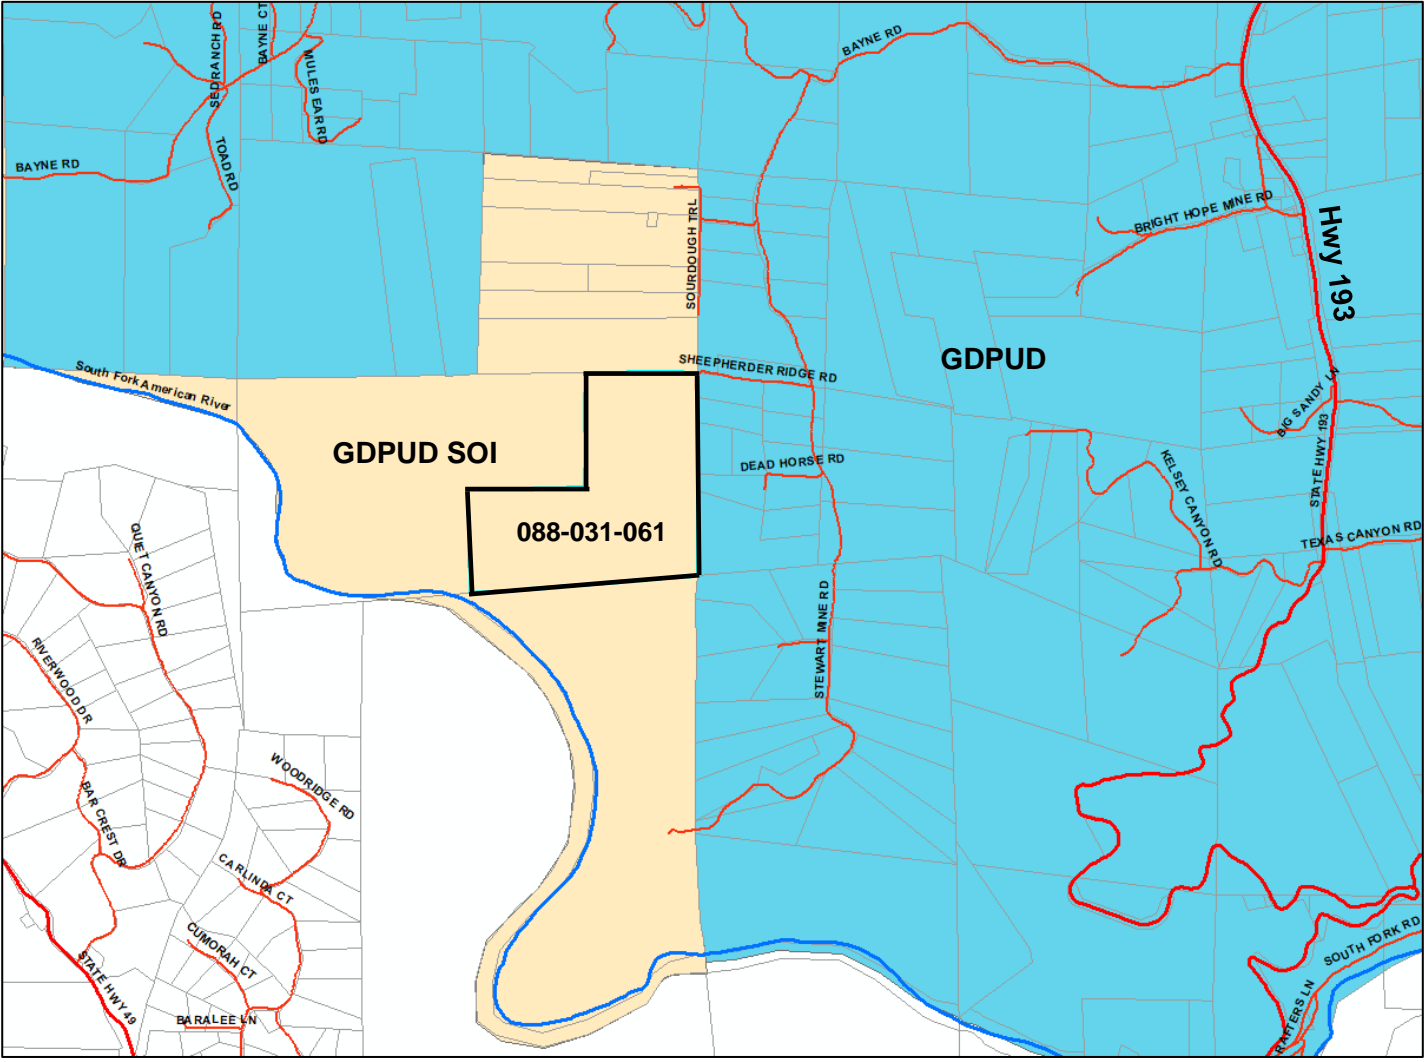 SEDRANCH RD
BAYNE CT
MULES EAR RD
BAYNE RD
BAYNE RD
TOAD RD
SOURDOUGH TRL
BRIGHT HOPE MINE RD
Hwy 193
GDPUD
SHEEPHERDER RIDGE RD
South Fork American River
BIG SANDY LN
GDPUD SOI
DEAD HORSE RD
KELSEY CANYON RD
STATE HWY 193
088-031-061
TEXAS CANYON RD
QUIET CANYON RD
STEWART MINE RD
RIVERWOOD DR
WOODRIDGE RD
BAR CREST DR
CARLINDA CT
CUMORAH CT
STATE HWY 49
BARALEE LN
SOUTH FORK RD
RAFTERS LN